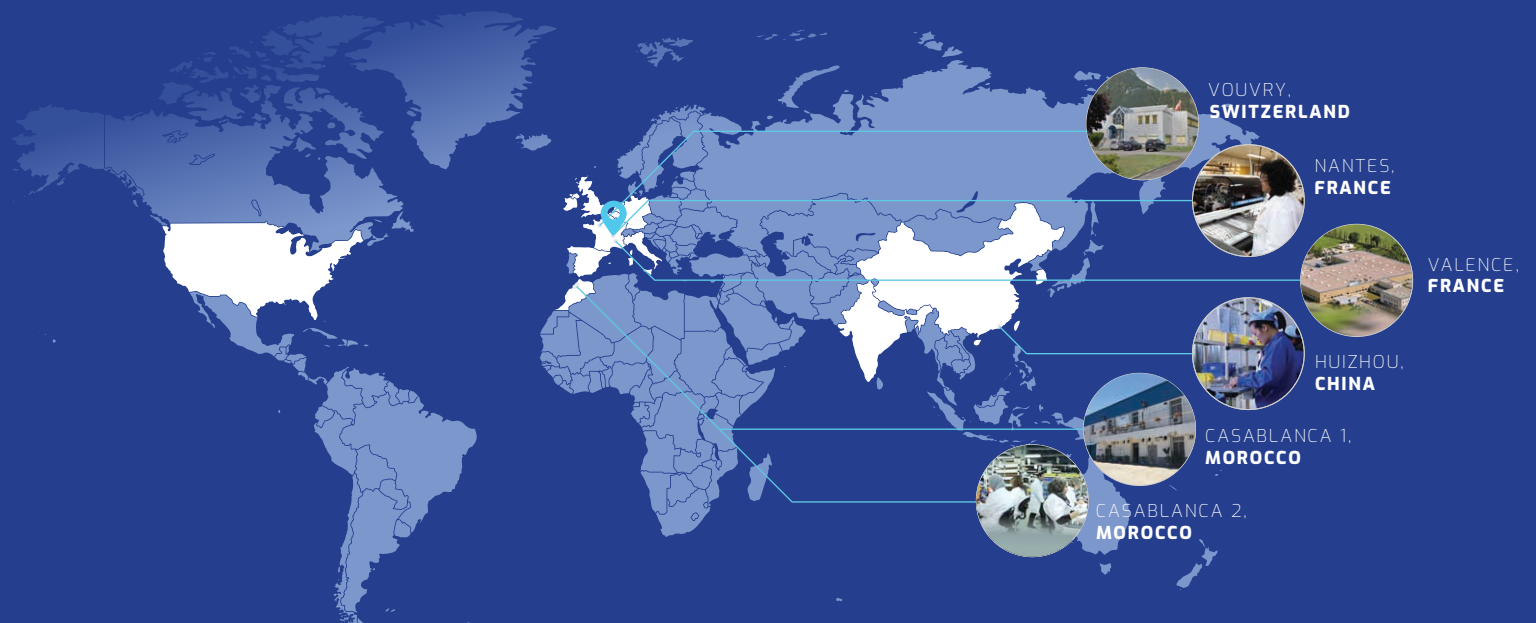 VOUVRY,
SWITZERLAND
NANTES,
FRANCE
VALENCE,
FRANCE
HUIZHOU,
CHINA
CASABLANCA 1,
MOROCCO
CASABLANCA 2,
MOROCCO